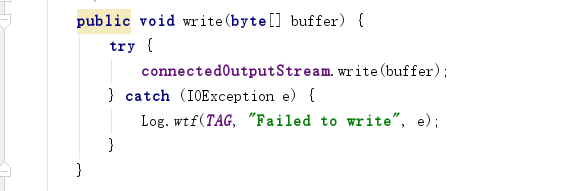 public void write(byte[] buffer) {
try {
connectedOutputStream.write(buffer);
} catch (IOException e) {
Log.wtf(TAG, "Failed to write", e);
}
}